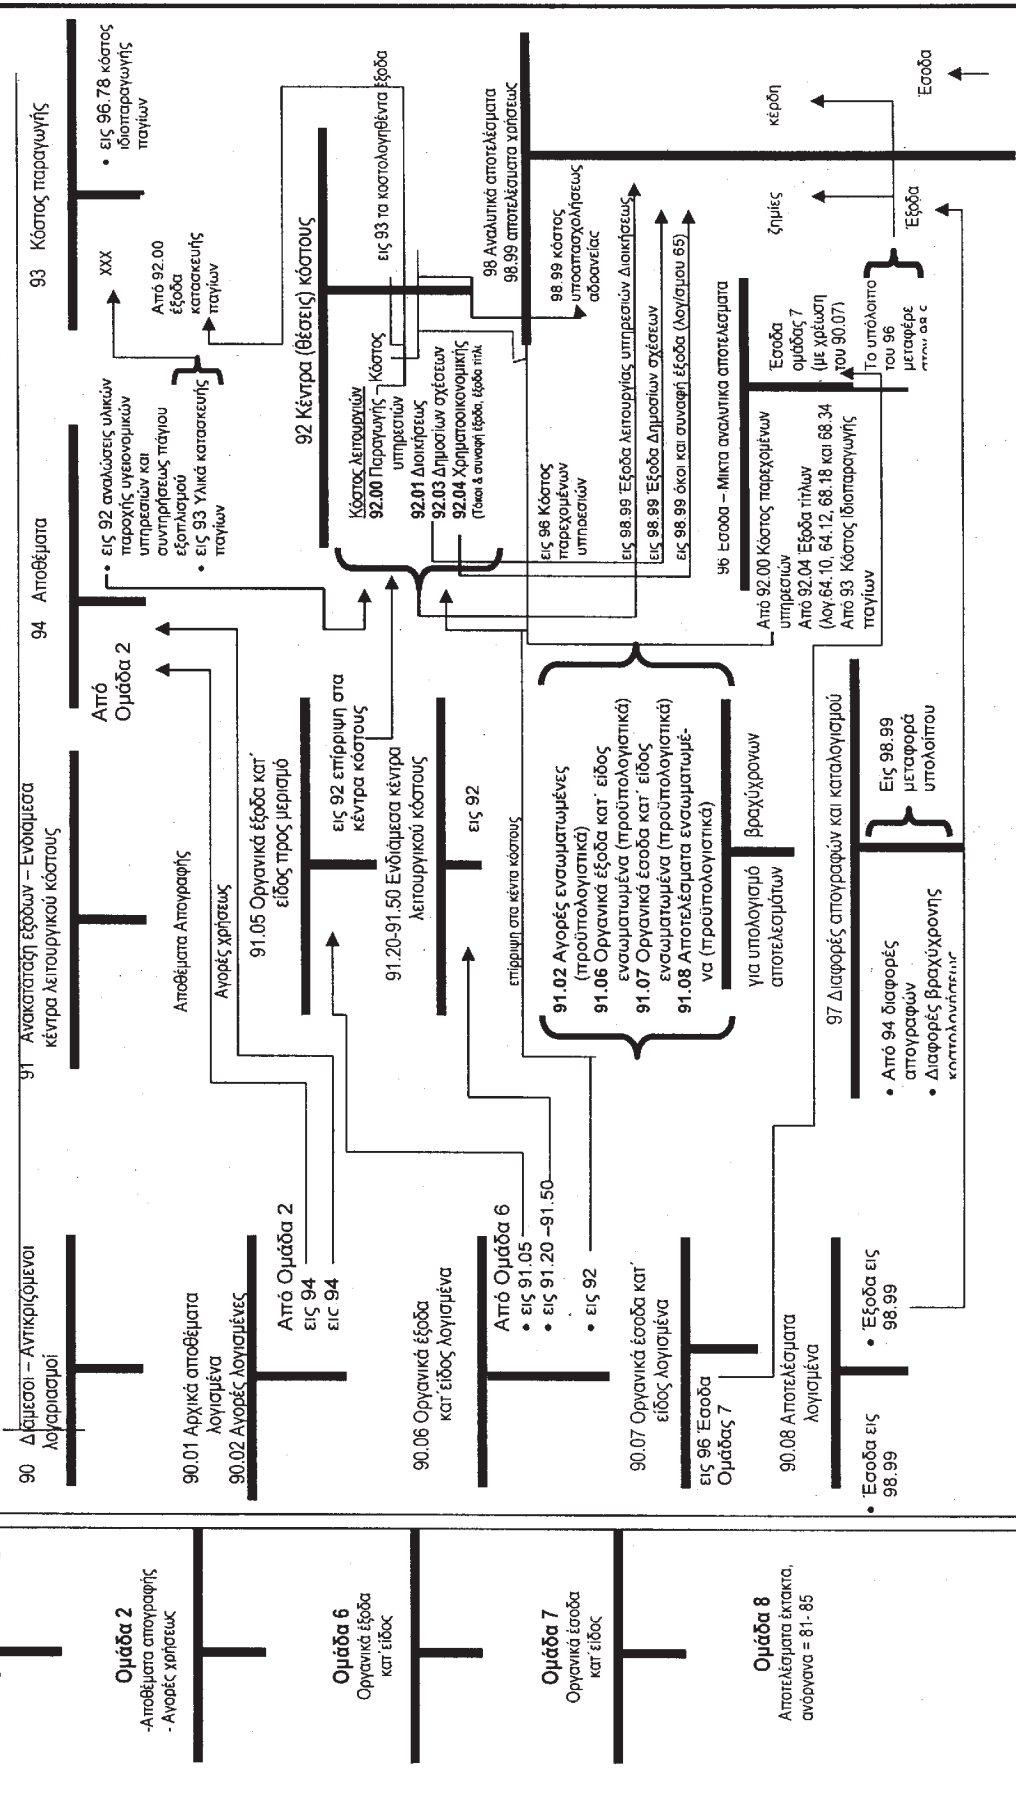 Ομάδα 2
-Αποθέματα απογραφής
- Αγορές χρήσεως
Ομάδα 6
Οργανικά έξοδα
κατ΄είδος
Ομάδα 7
Οργανικά έσοδα
κατ΄είδος
Ομάδα 8
Αποτελέσματα έκτακτα,
ανόργανα = 81- 85
90 Διάμεσοι – Αντικριζόμενοι
λογαριασμοί
90.01 Αρχικά αποθέματα
λογισμένα
90.02 Αγορές λογισμένες
Από Ομάδα 2
εις 94
εις 94
90.06 Οργανικά έξοδα
κατ΄είδος λογισμένα
Από Ομάδα 6
• εις 91.05
• εις 91.20 –91.50
• εις 92
90.07 Οργανικά έσοδα κατ΄
είδος λογισμένα
εις 96 Έσοδα
Ομάδας 7
90.08 Αποτελέσματα
λογισμένα
• Έσοδα εις
98.99
• Έξοδα εις
98.99
91 Ανακατάταξη εξόδων – Ενδιάμεσα
κέντρα λειτουργικού κόστους
Αποθέματα Απογραφής
Αγορές χρήσεως
91.05 Οργανικά έξοδα κατ΄
είδος προς μερισμό
εις 92 επίρριψη στα
κέντρα κόστους
91.20-91.50 Ενδιάμεσα κέντρα
λειτουργικού κόστους
εις 92
επίρριψη στα κέντα κόστους
91.02 Αγορές ενσωματωμένες
(προϋπολογιστικά)
91.06 Οργανικά έξοδα κατ΄ είδος
ενσωματωμένα (προϋπολογιστικά)
91.07 Οργανικά έσοδα κατ΄ είδος
ενσωματωμένα (προϋπολογιστικά)
91.08 Αποτελέσματα ενσωματωμέ-
να (προϋπολογιστικά)
για υπολογισμό βραχύχρονων
αποτελεσμάτων
97 Διαφορές απογραφών και καταλογισμού
• Από 94 διαφορές
απογραφών
• Διαφορές βραχύχρονης
κοστολογήσεως
Εις 98.99
μεταφορά
υπολοίπου
94 Αποθέματα
Από
Ομάδα 2
• εις 92 αναλώσεις υλικών
παροχής υγειονομικών
υπηρεσιών και
συντηρήσεως πάγιου
εξοπλισμού
• εις 93 Υλικά κατασκευής
παγίων
92 Κέντρα (θέσεις) κόστους
Κόστος λειτουργιών
92.00 Παραγωγής – Κόστος
υπηρεσιών
92.01 Διοικήσεως
92.03 Δημοσίων σχέσεων
92.04 Χρηματοοικονομικής
(Τόκοι & συναφή έξοδα, έξοδα τίτλ
εις 93 τα κοστολογηθέντα έξοδα
εις 96 Κόστος
παρεχομένων
υπηρεσιών
98.99 κόστος
υποαπασχολήσεως
αδρανείας
εις 98.99 Έξοδα λειτουργίας υπηρεσιών Διοικήσεως
εις 98.99 Έξοδα Δημοσίων σχέσεων
εις 98.99 όκοι και συναφή έξοδα (λογ/σμου 65)
96 Έσοδα – Μικτα αναλυτικα αποτελεσματα
Από 92.00 Κόστος παρεχομένων
υπηρεσιών
Από 92.04 Έξοδα τίτλων
(λογ.64.10, 64.12, 68.18 και 68.34
Από 93 Κόστος Ιδιοπαραγωγής
παγίων
Έσοδα
ομάδας 7
(με χρέωση
του 90.07)
Το υπόλοιπο
του 96
μεταφέρε
93 Κόστος παραγωγής
XXX
Από 92.00
έξοδα
κατασκευής
παγίων
• εις 96.78 κόστος
ιδιοπαραγωγής
παγίων
98 Αναλυτικά αποτελέσματα
98.99 αποτελέσματα χρήσεως
ζημίες
κέρδη
Έξοδα
Έσοδα